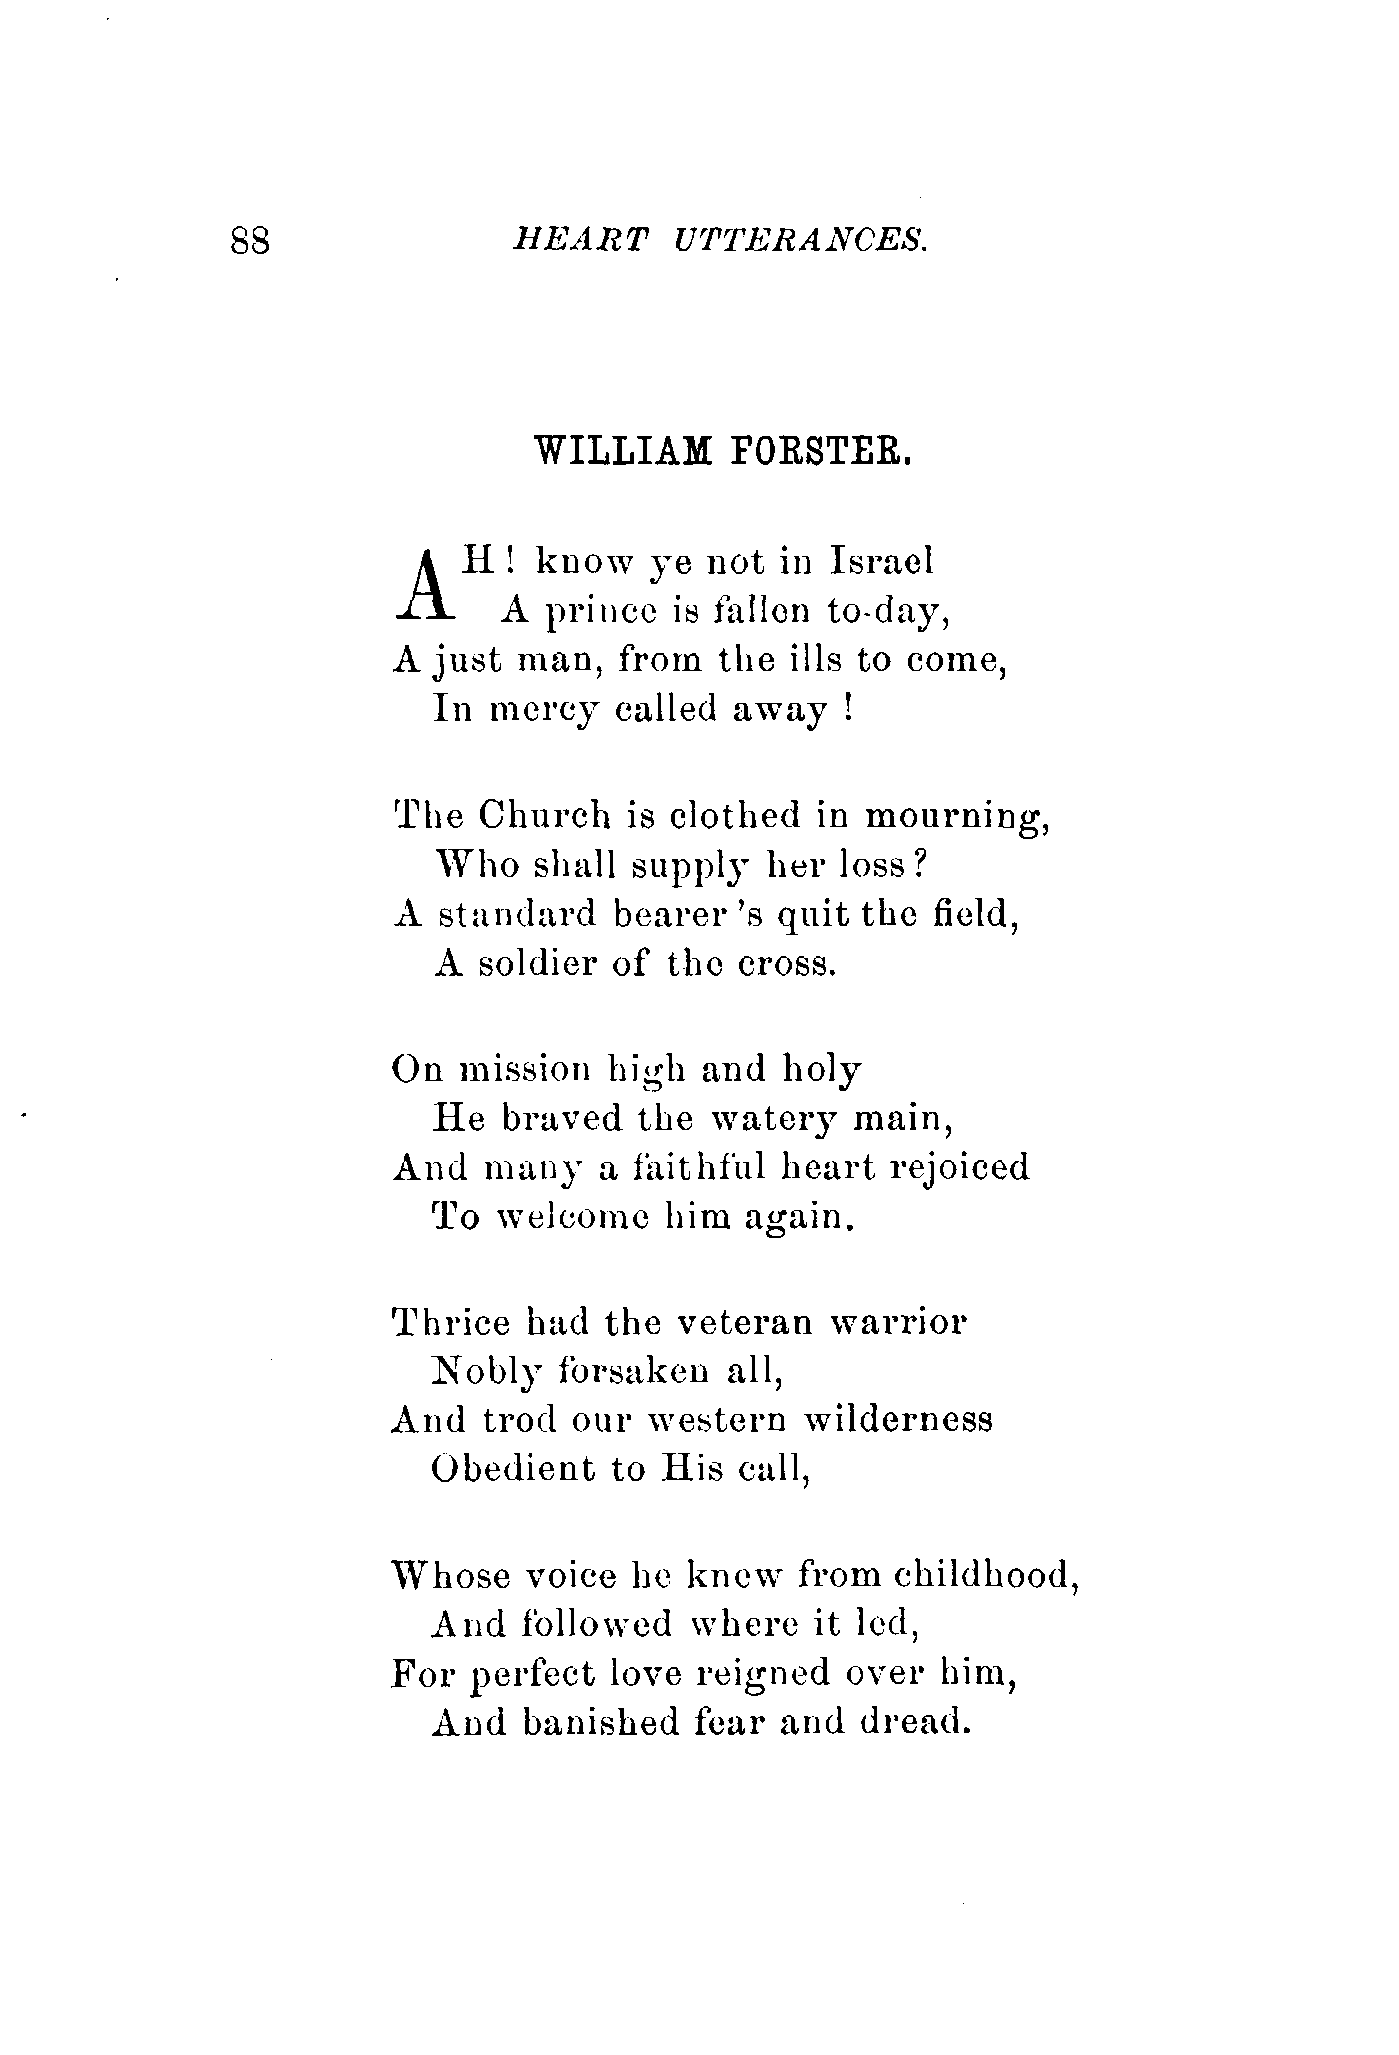 88 HEART UTTERANCES.
WILLIAM FORSTER.
AH! know ye not in Israel
A prince is fallen to-day,
A just man, from the ills to come,
In mercy called away!
The Church is clothed in mourning,
Who shall supply her loss?
A standard bearer 's quit the field,
A soldier of the cross.
On mission high and holy
He braved the watery main,
And many a faithful heart rejoiced
To welcome him again.
Thrice had the veteran warrior
Nobly forsaken all,
And trod our western wilderness
Obedient to His call,
Whose voice he knew from childhood,
And followed where it led,
For perfect love reigned over him,
And banished fear and dread.